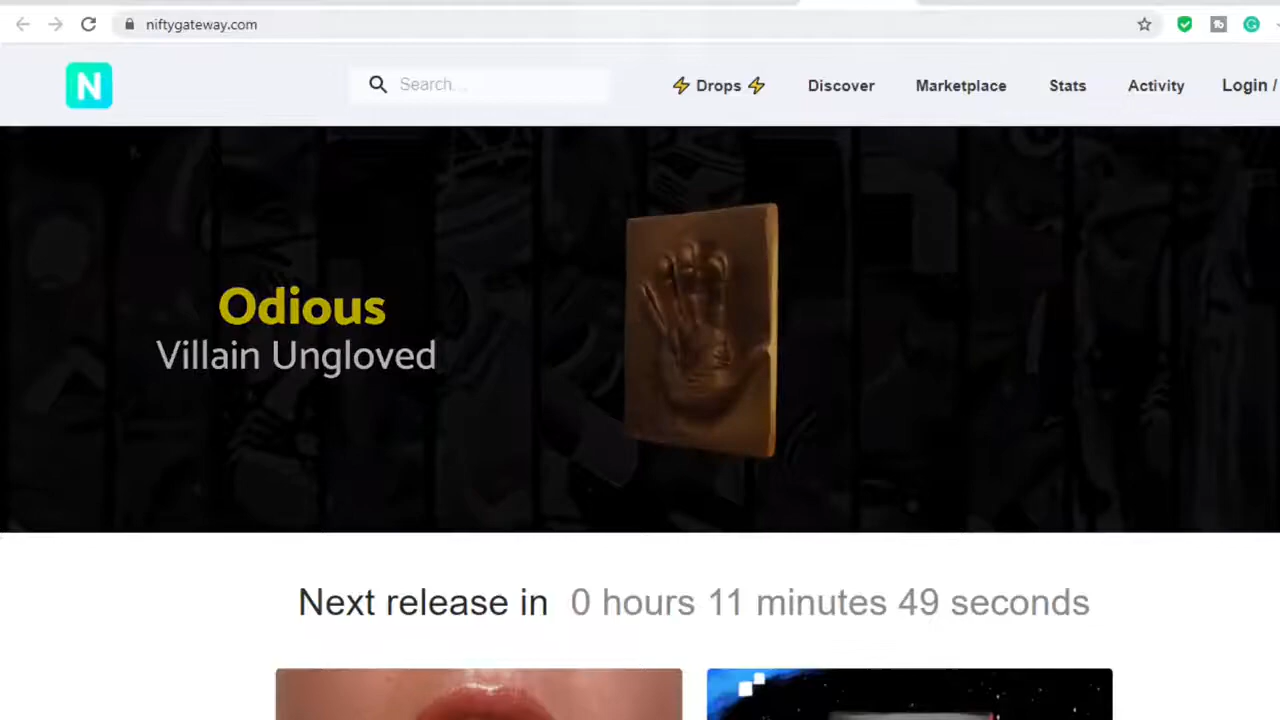 niftygateway.com
N
Search...
Drops
Discover
Marketplace
Stats
Activity
Login /
Odious
Villain Ungloved
Next release in 0 hours 11 minutes 49 seconds